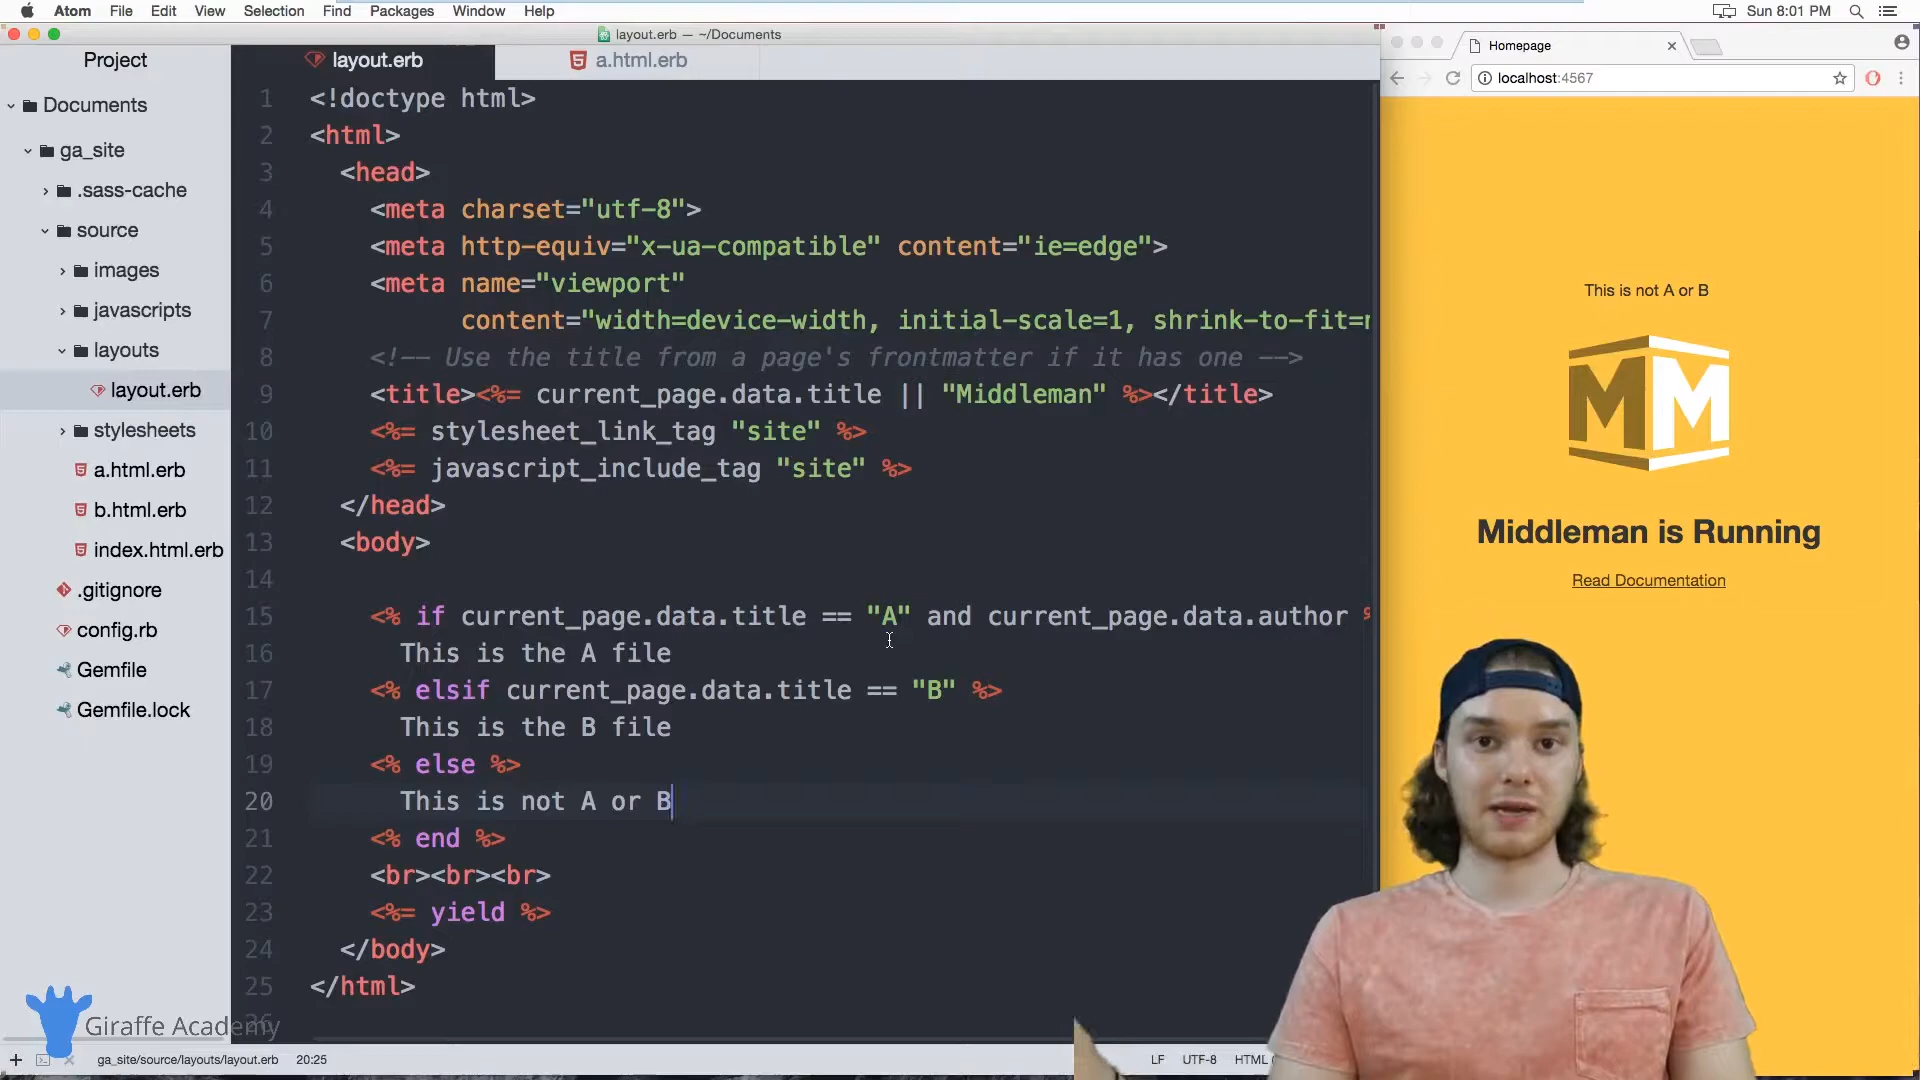 Atom File Edit View Selection Find Packages Window Help
Sun 8:01 PM
layout.erb — ~/Documents
Project
Documents
ga_site
.sass-cache
source
images
javascripts
layouts
layout.erb
stylesheets
a.html.erb
b.html.erb
index.html.erb
.gitignore
config.rb
Gemfile
Gemfile.lock
layout.erb
a.html.erb
1 <!doctype html>
2 <html>
3 <head>
4 <meta charset="utf-8">
5 <meta http-equiv="x-ua-compatible" content="ie=edge">
6 <meta name="viewport"
7 content="width=device-width, initial-scale=1, shrink-to-fit=
8 <!-- Use the title from a page's frontmatter if it has one -->
9 <title><%= current_page.data.title || "Middleman" %></title>
10 <%= stylesheet_link_tag "site" %>
11 <%= javascript_include_tag "site" %>
12 </head>
13 <body>
14
15 <% if current_page.data.title == "A" and current_page.data.author
16 This is the A file
17 <% elsif current_page.data.title == "B" %>
18 This is the B file
19 <% else %>
20 This is not A or B
21 <% end %>
22 <br><br><br>
23 <%= yield %>
24 </body>
25 </html>
26
Giraffe Academy
ga_site/source/layouts/layout.erb 20:25
LF UTF-8 HTML
Homepage
localhost:4567
This is not A or B
MM
Middleman is Running
Read Documentation